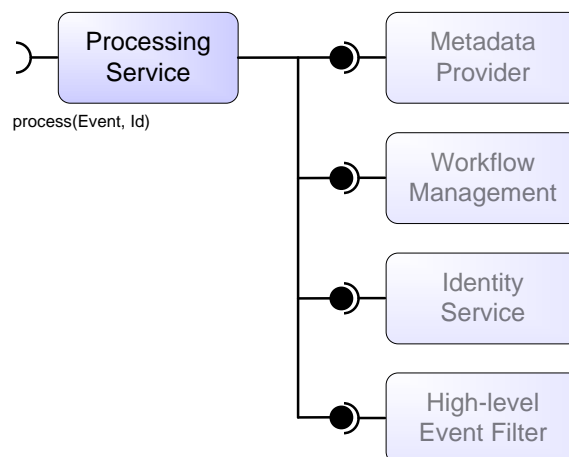 Processing
Service
process(Event, Id)
Metadata
Provider
Workflow
Management
Identity
Service
High-level
Event Filter